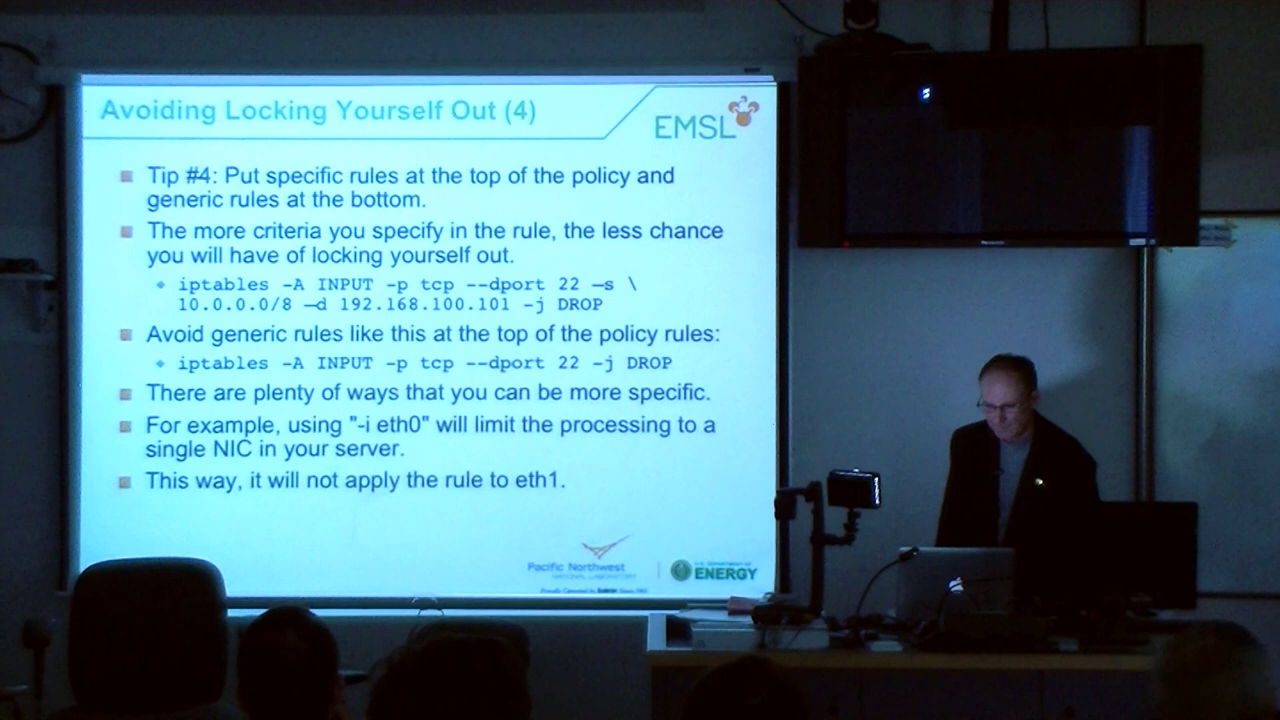 Avoiding Locking Yourself Out (4)
EMSL
Tip #4: Put specific rules at the top of the policy and
generic rules at the bottom.
The more criteria you specify in the rule, the less chance
you will have of locking yourself out.
iptables -A INPUT -p tcp --dport 22 –s \
10.0.0.0/8 –d 192.168.100.101 -j DROP
Avoid generic rules like this at the top of the policy rules:
iptables -A INPUT -p tcp --dport 22 -j DROP
There are plenty of ways that you can be more specific.
For example, using "-i eth0" will limit the processing to a
single NIC in your server.
This way, it will not apply the rule to eth1.
Pacific Northwest
NATIONAL LABORATORY
U.S. DEPARTMENT OF
ENERGY